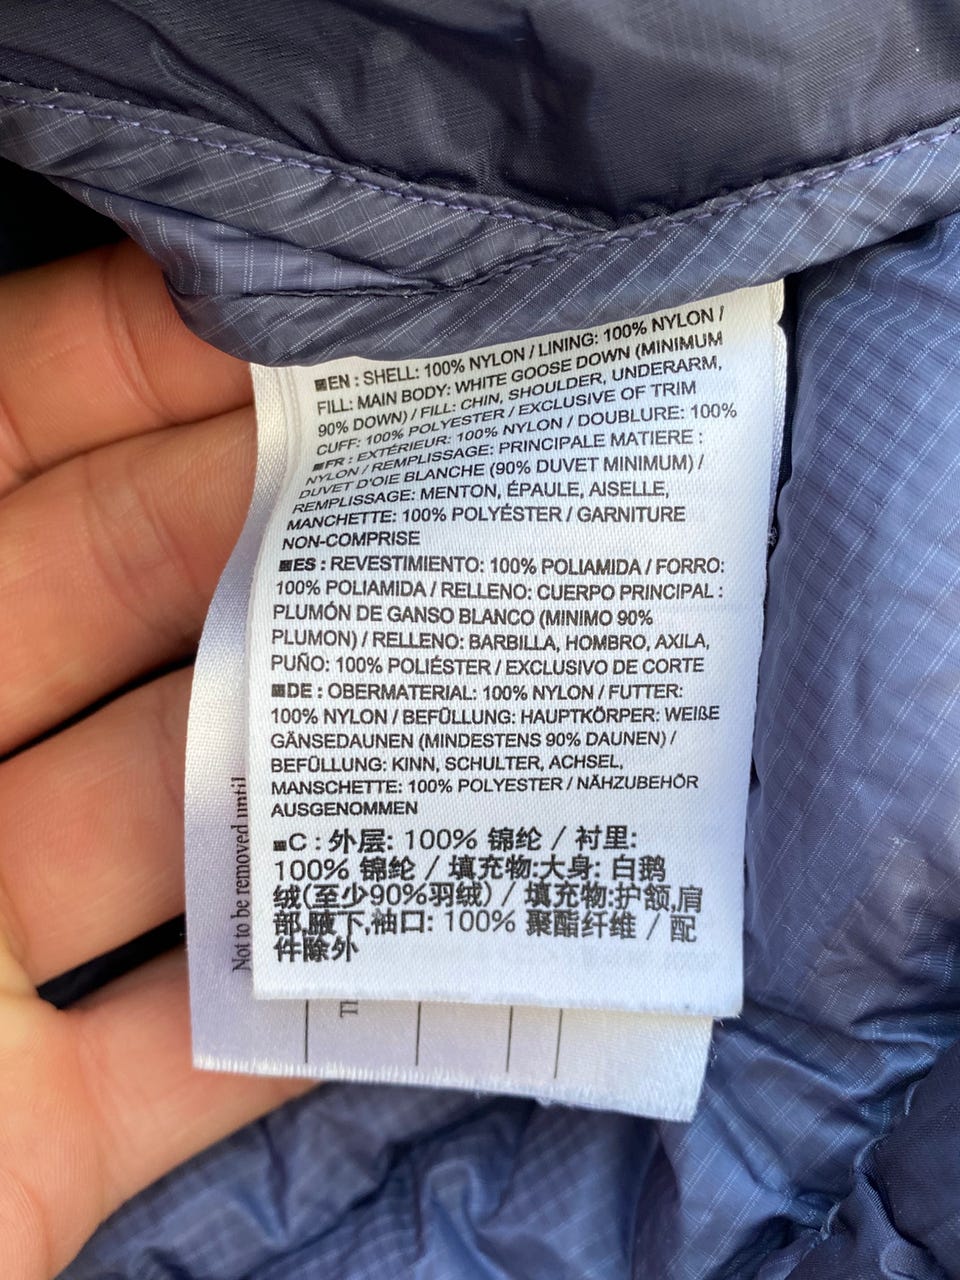 EN : SHELL: 100% NYLON / LINING: 100% NYLON /
FILL: MAIN BODY: WHITE GOOSE DOWN (MINIMUM
90% DOWN) / FILL: CHIN, SHOULDER, UNDERARM,
CUFF: 100% POLYESTER / EXCLUSIVE OF TRIM
FR : EXTÉRIEUR: 100% NYLON / DOUBLURE: 100%
NYLON / REMPLISSAGE: PRINCIPALE MATIERE :
DUVET D'OIE BLANCHE (90% DUVET MINIMUM) /
REMPLISSAGE: MENTON, ÉPAULE, AISELLE,
MANCHETTE: 100% POLYÉSTER / GARNITURE
NON-COMPRISE
ES : REVESTIMIENTO: 100% POLIAMIDA / FORRO:
100% POLIAMIDA / RELLENO: CUERPO PRINCIPAL :
PLUMÓN DE GANSO BLANCO (MINIMO 90%
PLUMON) / RELLENO: BARBILLA, HOMBRO, AXILA,
PUÑO: 100% POLIÉSTER / EXCLUSIVO DE CORTE
DE : OBERMATERIAL: 100% NYLON / FUTTER:
100% NYLON / BEFÜLLUNG: HAUPTKÖRPER: WEIßE
GÄNSEDAUNEN (MINDESTENS 90% DAUNEN) /
BEFÜLLUNG: KINN, SCHULTER, ACHSEL,
MANSCHETTE: 100% POLYESTER / NÄHZUBEHÖR
AUSGENOMMEN
C : 外层: 100% 锦纶 / 衬里:
100% 锦纶 / 填充物:大身: 白鹅
绒(至少90%羽绒) / 填充物:护颔,肩
部,腋下,袖口: 100% 聚酯纤维 / 配
件除外
Not to be removed until